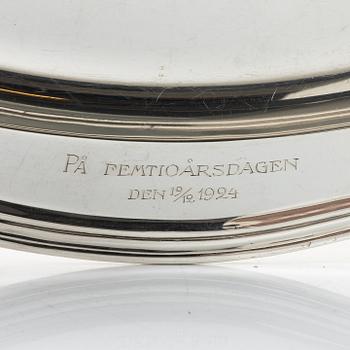 PÅ FEMTIOÅRSDAGEN
DEN 19/12 1924